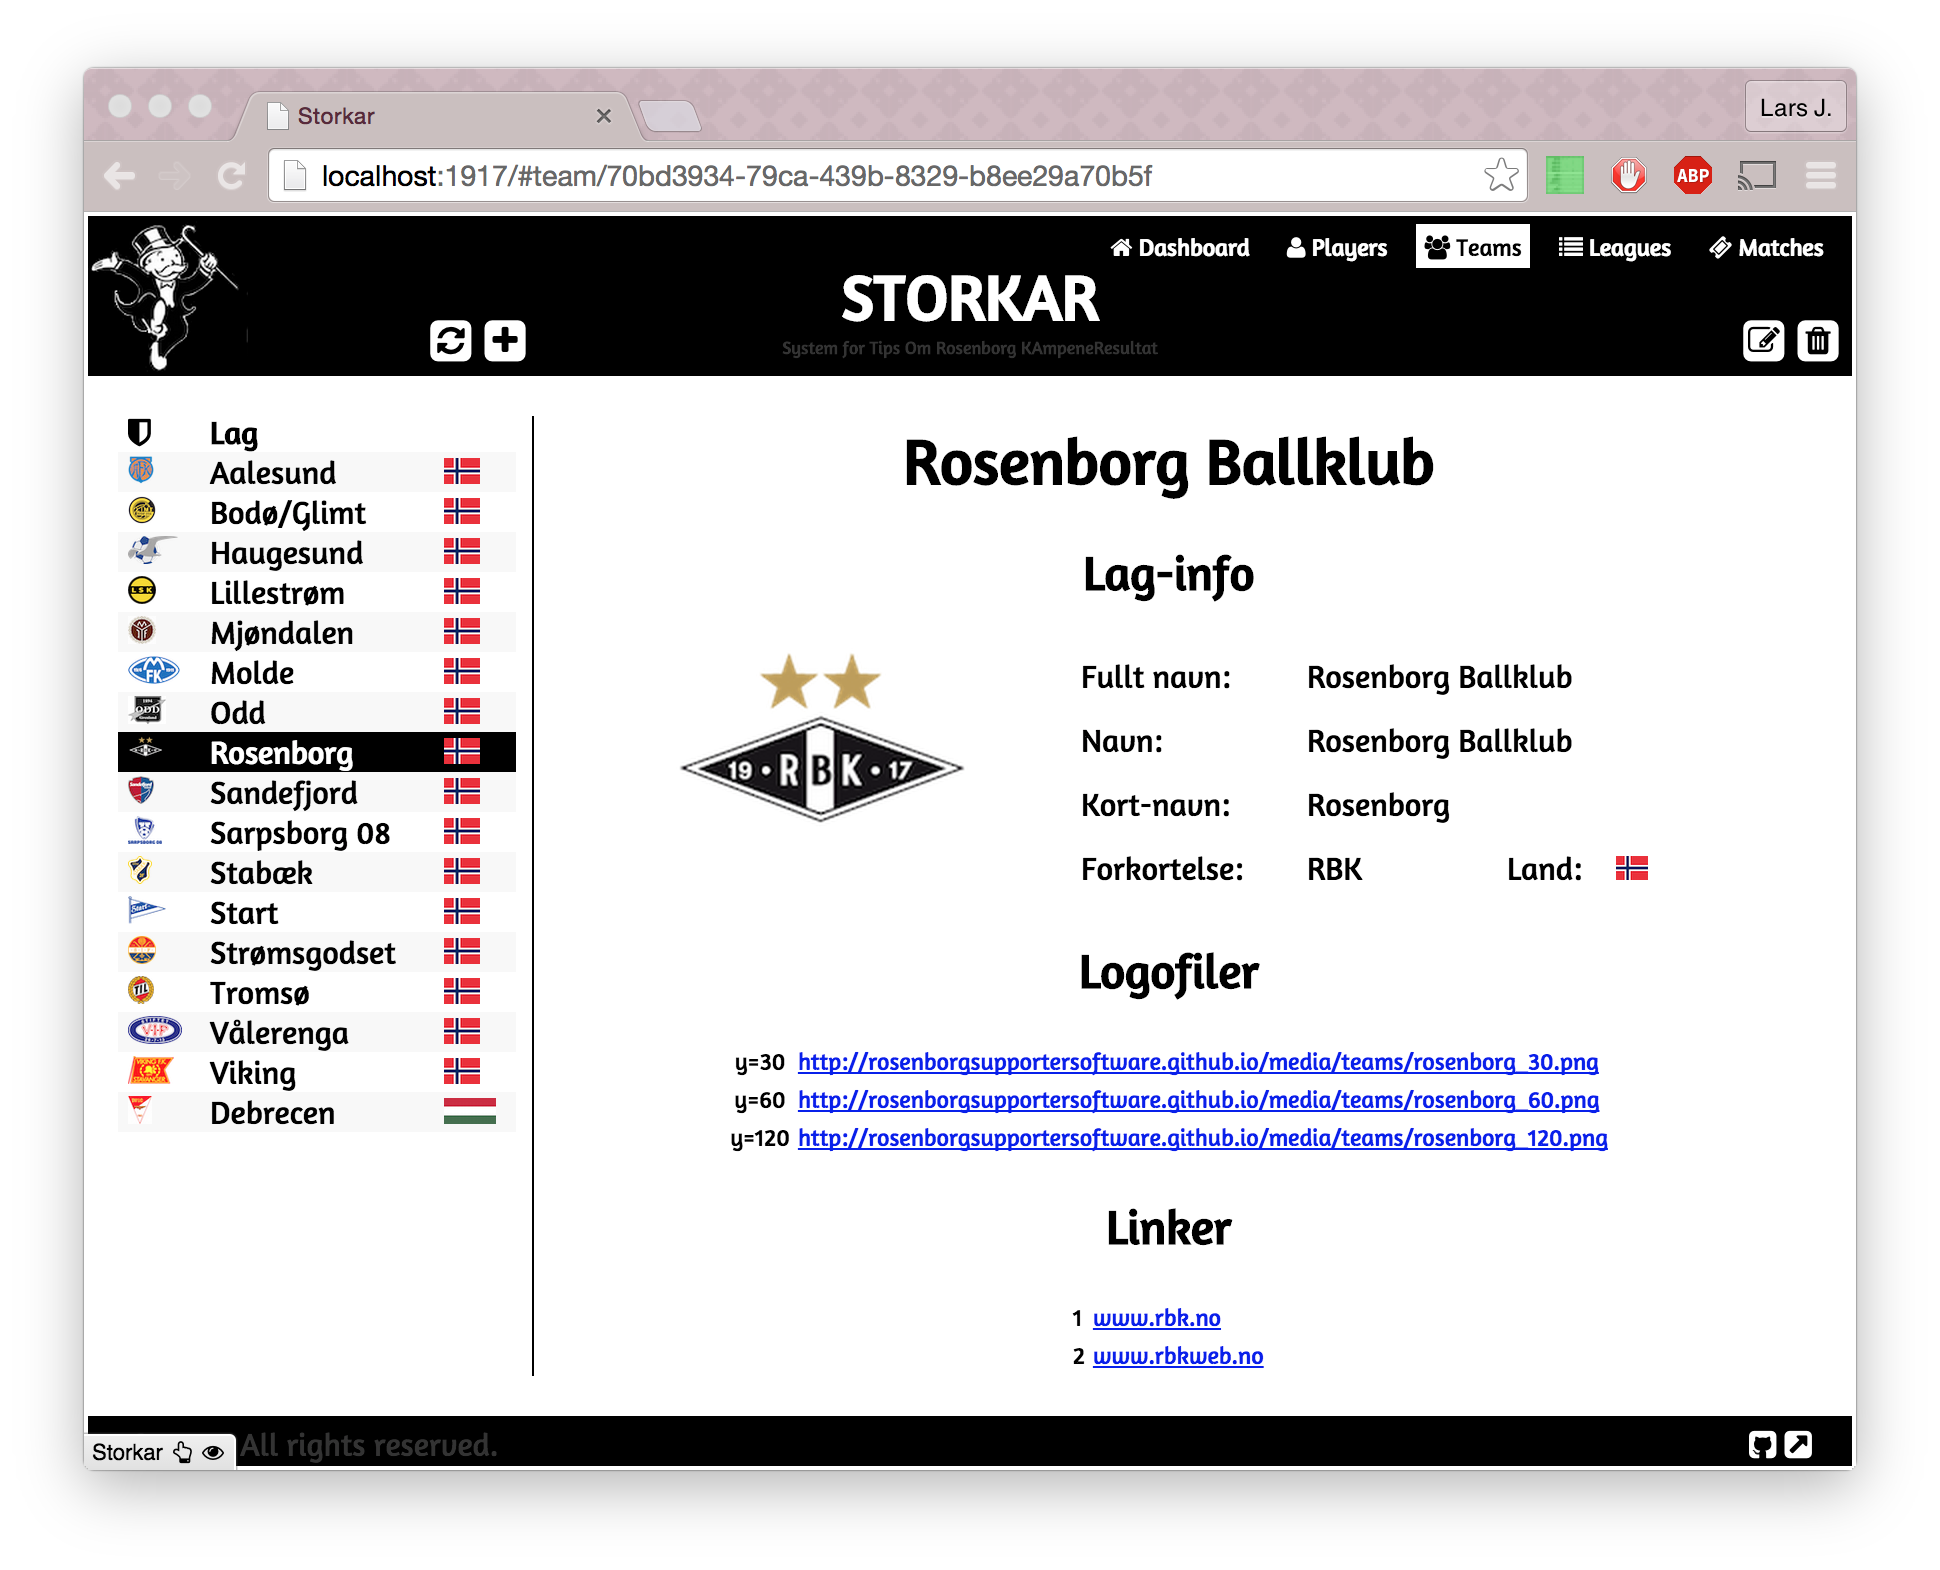 Storkar
Lars J.
localhost:1917/#team/70bd3934-79ca-439b-8329-b8ee29a70b5f
ABP
Dashboard Players Teams Leagues Matches
STORKAR
System for Tips Om Rosenborg KAmpeneResultat
Lag
Aalesund
Bodø/Glimt
Haugesund
Lillestrøm
LSK
Mjøndalen
Molde
Odd
Rosenborg
Sandefjord
Sarpsborg 08
Stabæk
Start
Strømsgodset
Tromsø
TIL
Vålerenga
Viking
Debrecen
Rosenborg Ballklub
Lag-info
19 • RBK • 17
Fullt navn: Rosenborg Ballklub
Navn: Rosenborg Ballklub
Kort-navn: Rosenborg
Forkortelse: RBK Land:
Logofiler
y=30 http://rosenborgsupportersoftware.github.io/media/teams/rosenborg_30.png
y=60 http://rosenborgsupportersoftware.github.io/media/teams/rosenborg_60.png
y=120 http://rosenborgsupportersoftware.github.io/media/teams/rosenborg_120.png
Linker
1 www.rbk.no
2 www.rbkweb.no
Storkar
All rights reserved.